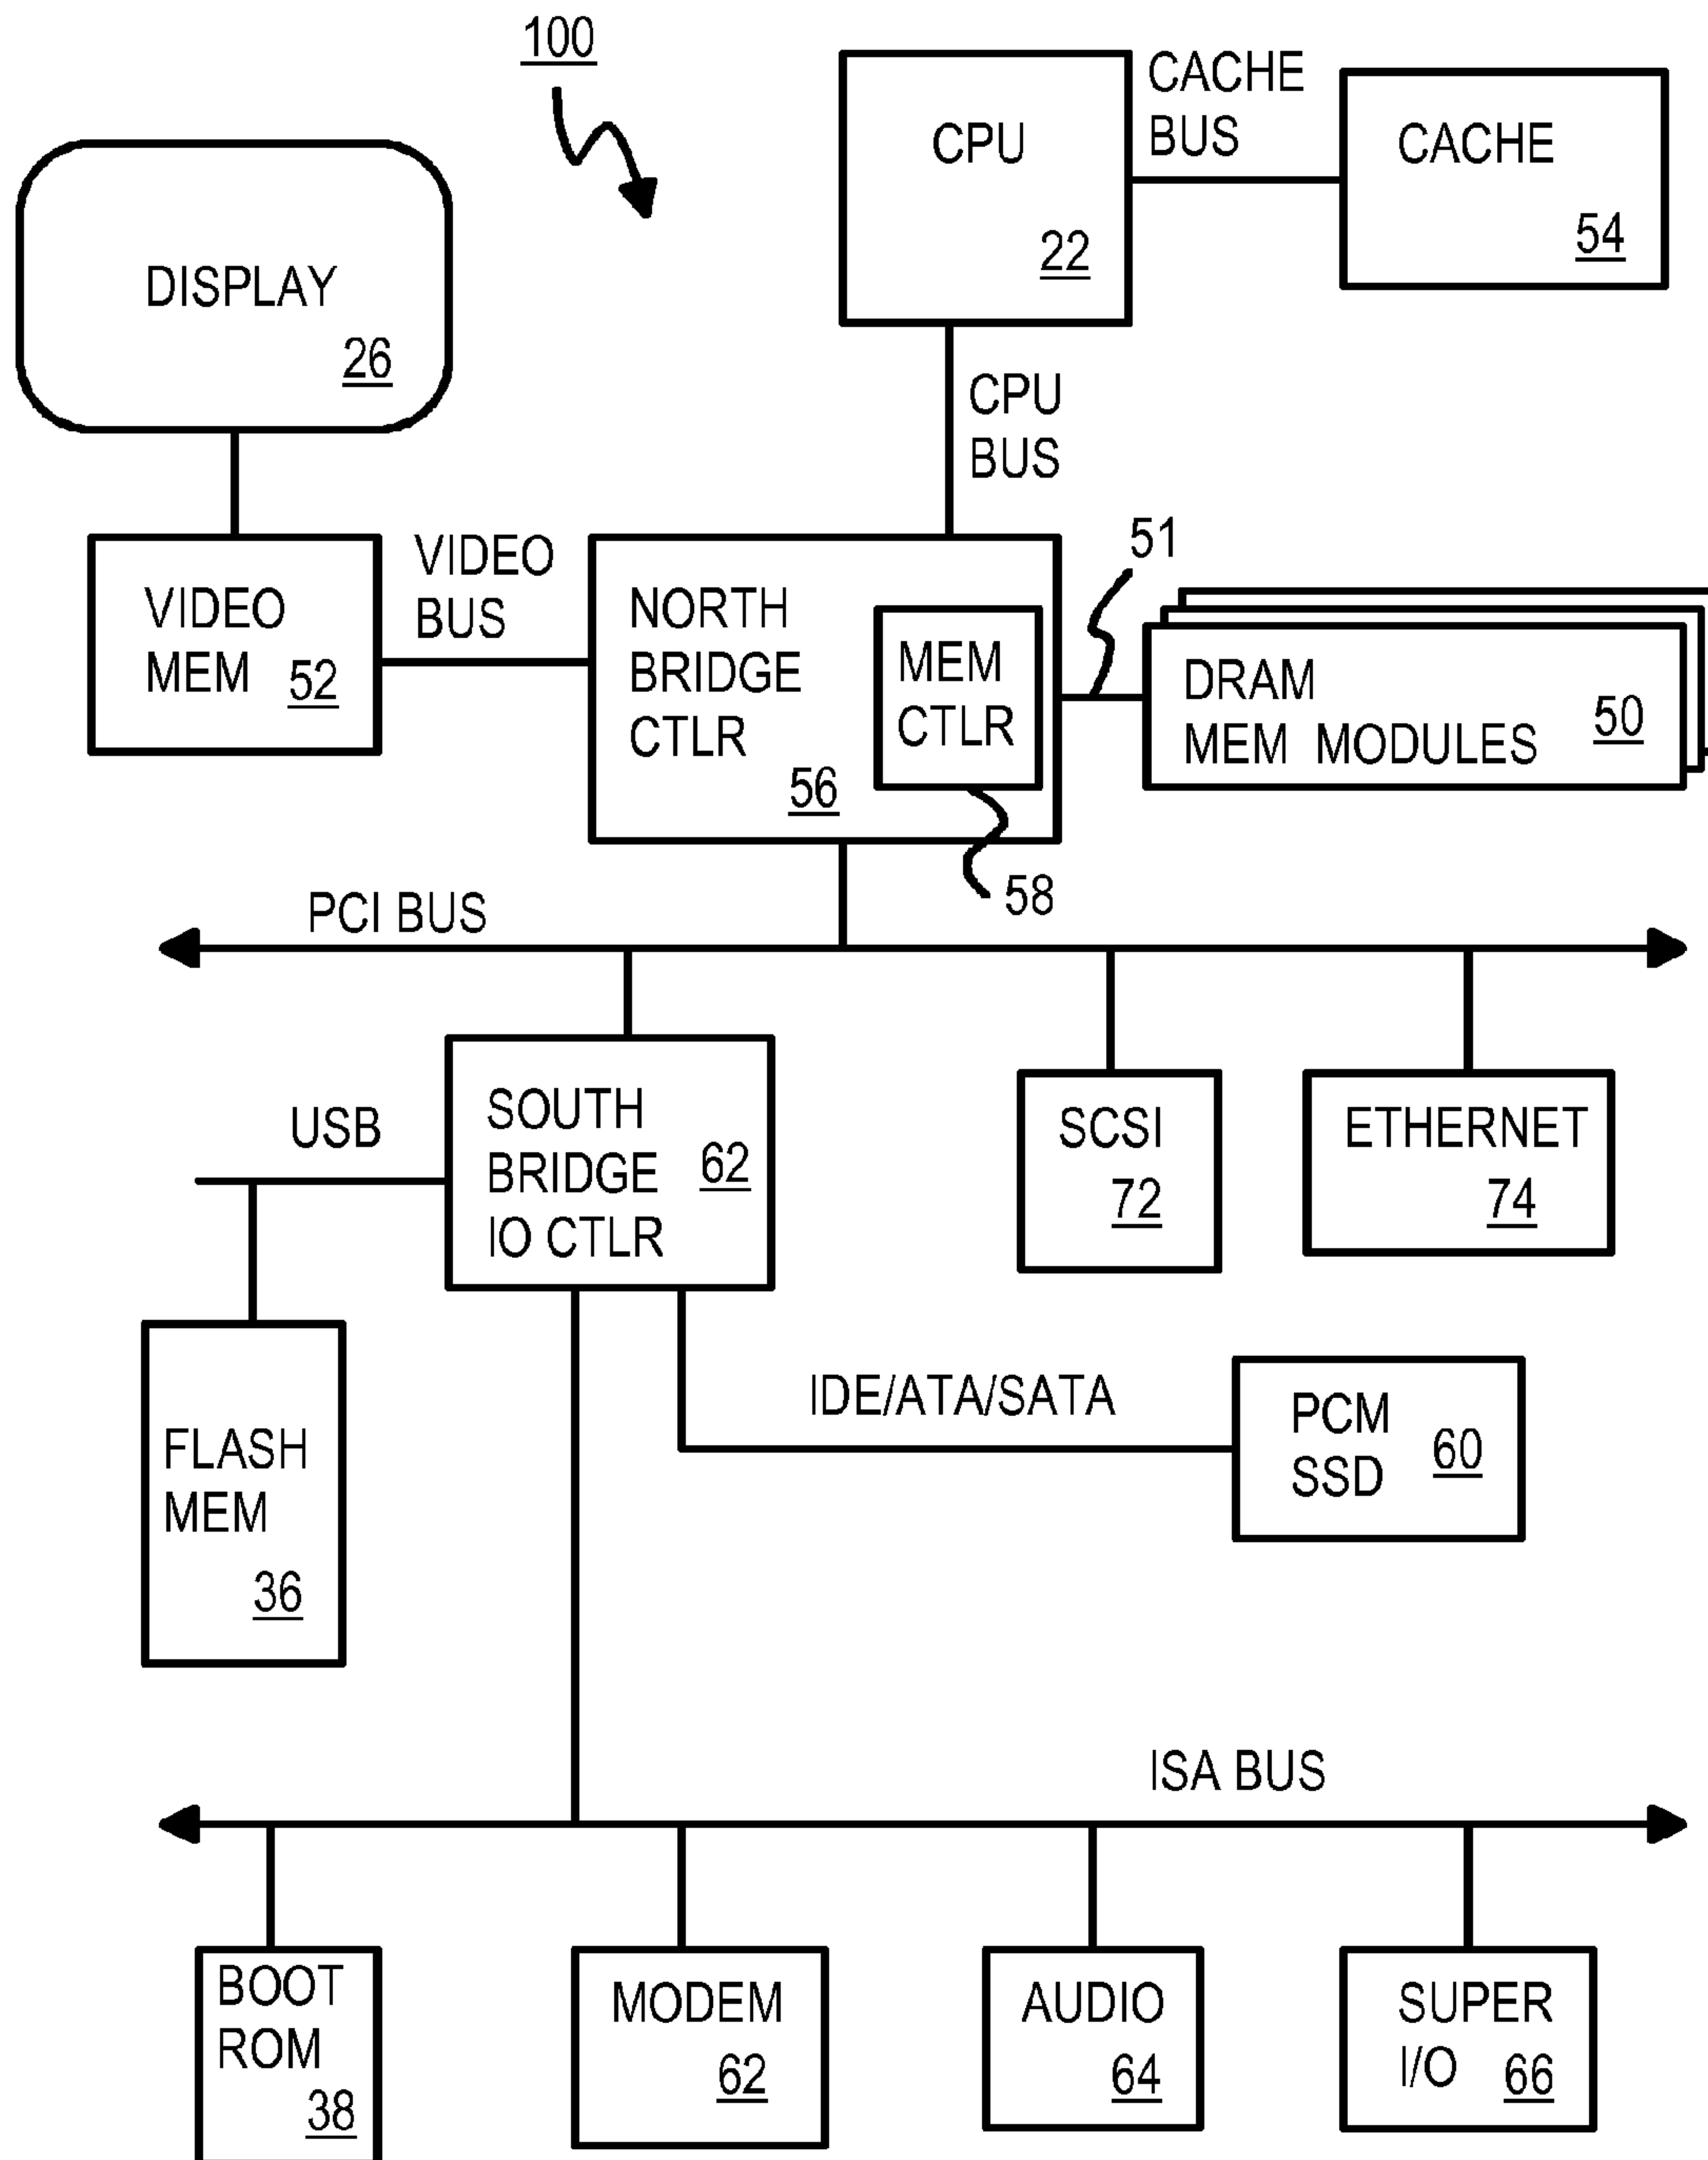 100
CPU
22
CACHE
BUS
CACHE
54
DISPLAY
26
CPU
BUS
VIDEO
MEM
52
VIDEO
BUS
NORTH
BRIDGE
CTLR
56
MEM
CTLR
58
51
DRAM
MEM MODULES
50
PCI BUS
SOUTH
BRIDGE
IO CTLR
62
USB
SCSI
72
ETHERNET
74
FLASH
MEM
36
IDE/ATA/SATA
PCM
SSD
60
ISA BUS
BOOT
ROM
38
MODEM
62
AUDIO
64
SUPER
I/O
66